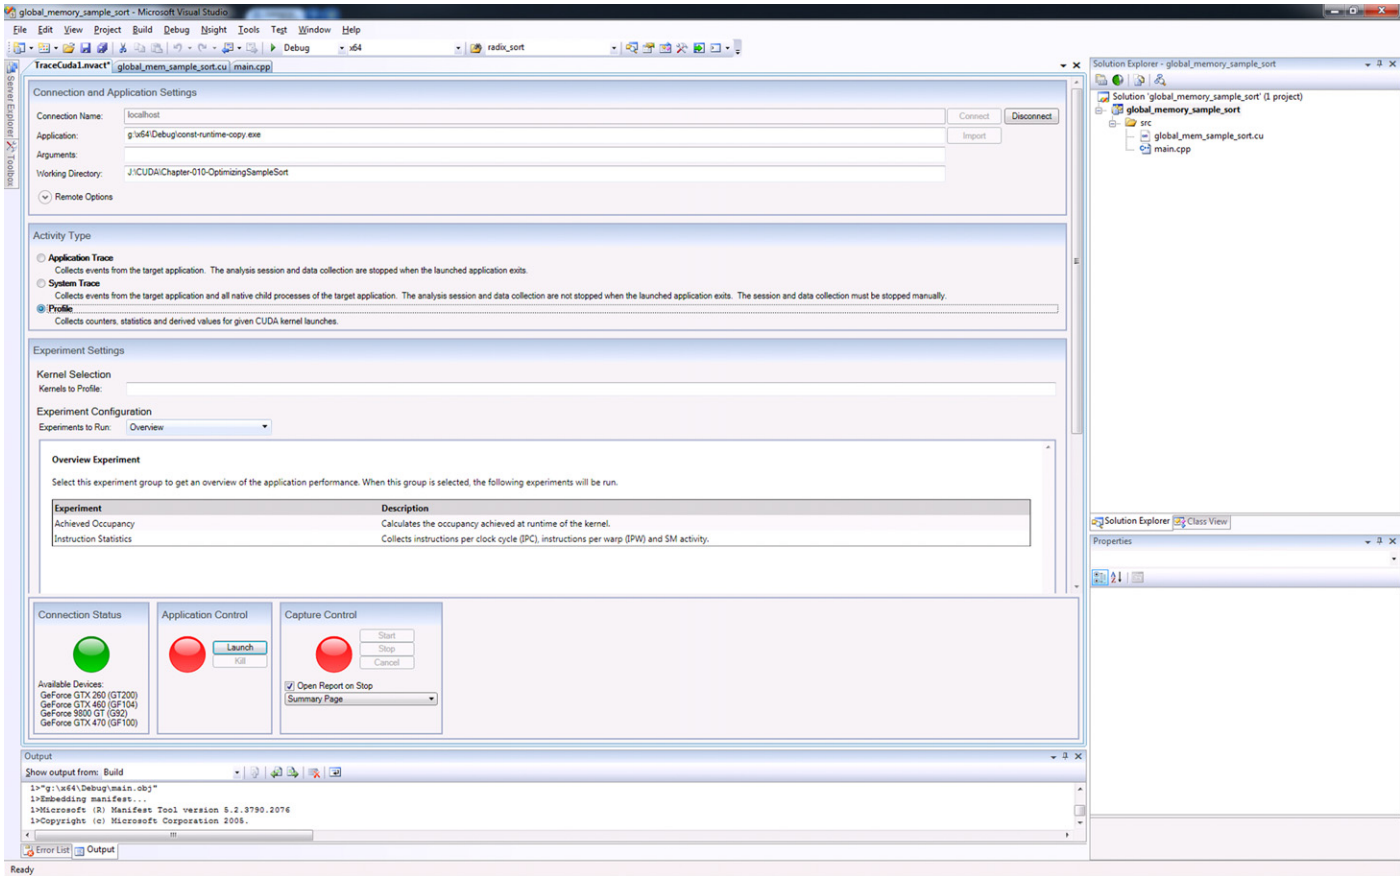 global_memory_sample_sort - Microsoft Visual Studio
File Edit View Project Build Debug Nsight Tools Test Window Help
Debug x64 radix_sort
TraceCuda1.nvact* global_mem_sample_sort.cu main.cpp
Server Explorer
Toolbox
Connection and Application Settings
Connection Name: localhost Connect Disconnect
Application: g:\x64\Debug\const-runtime-copy.exe Import
Arguments:
Working Directory: J:\CUDA\Chapter-010-OptimizingSampleSort
Remote Options
Activity Type
Application Trace
Collects events from the target application. The analysis session and data collection are stopped when the launched application exits.
System Trace
Collects events from the target application and all native child processes of the target application. The analysis session and data collection are not stopped when the launched application exits. The session and data collection must be stopped manually.
Profile
Collects counters, statistics and derived values for given CUDA kernel launches.
Experiment Settings
Kernel Selection
Kernels to Profile:
Experiment Configuration
Experiments to Run: Overview
Overview Experiment
Select this experiment group to get an overview of the application performance. When this group is selected, the following experiments will be run.
Experiment Description
Achieved Occupancy Calculates the occupancy achieved at runtime of the kernel.
Instruction Statistics Collects instructions per clock cycle (IPC), instructions per warp (IPW) and SM activity.
Connection Status
Available Devices:
GeForce GTX 260 (GT200)
GeForce GTX 460 (GF104)
GeForce 9800 GT (G92)
GeForce GTX 470 (GF100)
Application Control
Launch
Kill
Capture Control
Start
Stop
Cancel
Open Report on Stop
Summary Page
Output
Show output from: Build
1>"g:\x64\Debug\main.obj"
1>Embedding manifest...
1>Microsoft (R) Manifest Tool version 5.2.3790.2076
1>Copyright (c) Microsoft Corporation 2005.
Error List Output
Ready
Solution Explorer - global_memory_sample_sort
Solution 'global_memory_sample_sort' (1 project)
global_memory_sample_sort
src
global_mem_sample_sort.cu
main.cpp
Solution Explorer Class View
Properties